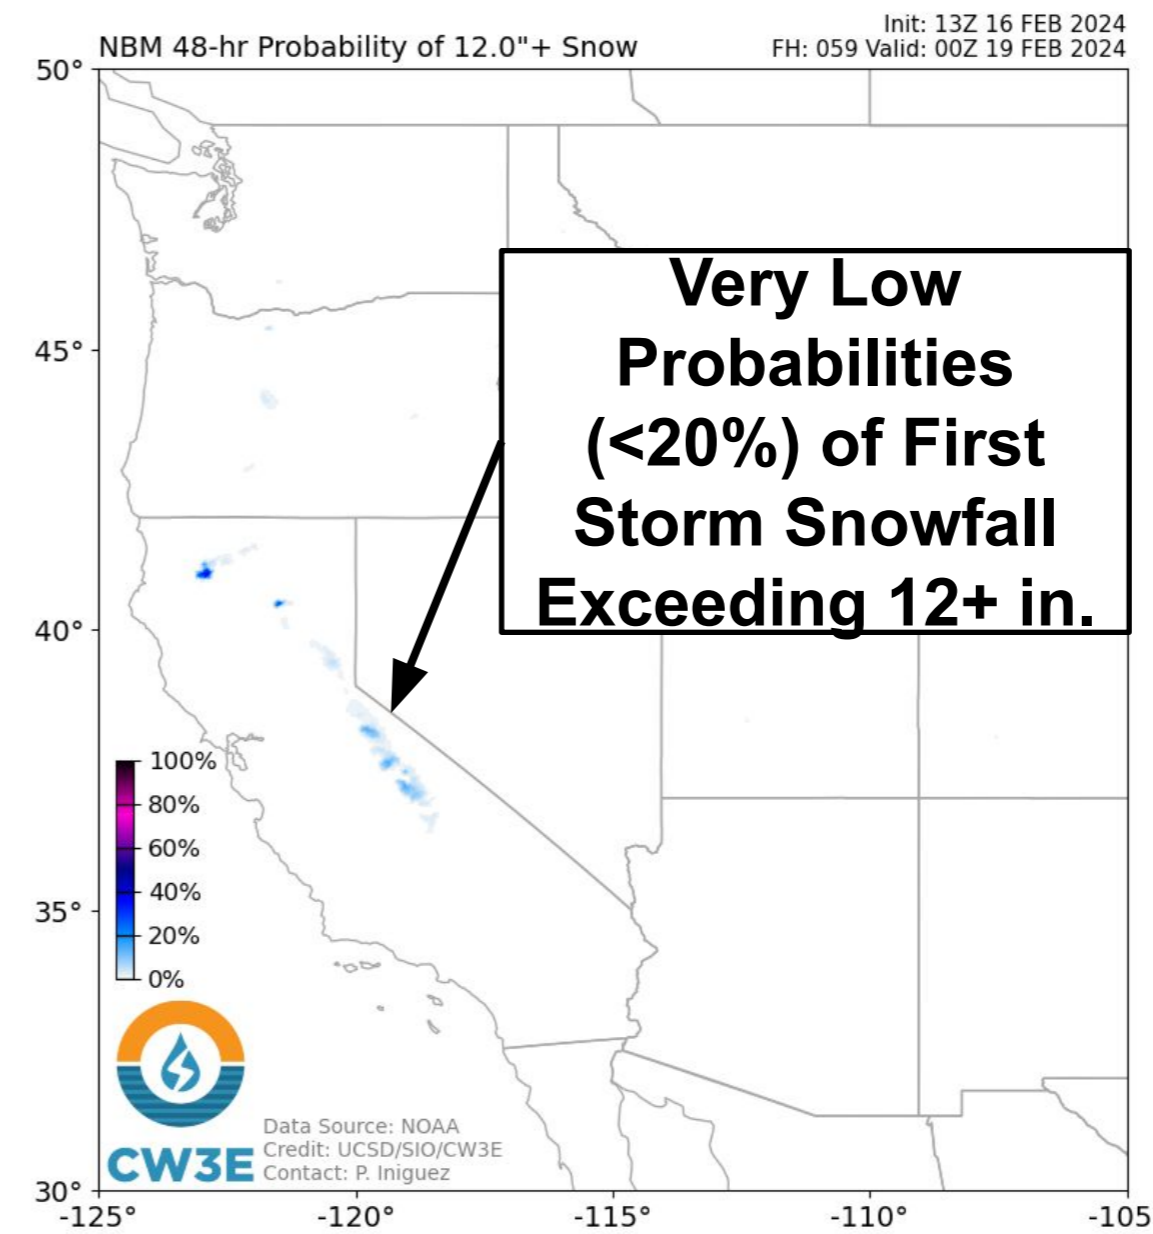 Init: 13Z 16 FEB 2024
NBM 48-hr Probability of 12.0"+ Snow
FH: 059 Valid: 00Z 19 FEB 2024
50°
45°
40°
35°
30°
Very Low
Probabilities
(<20%) of First
Storm Snowfall
Exceeding 12+ in.
100%
80%
60%
40%
20%
0%
CW3E
Data Source: NOAA
Credit: UCSD/SIO/CW3E
Contact: P. Iniguez
-125°
-120°
-115°
-110°
-105